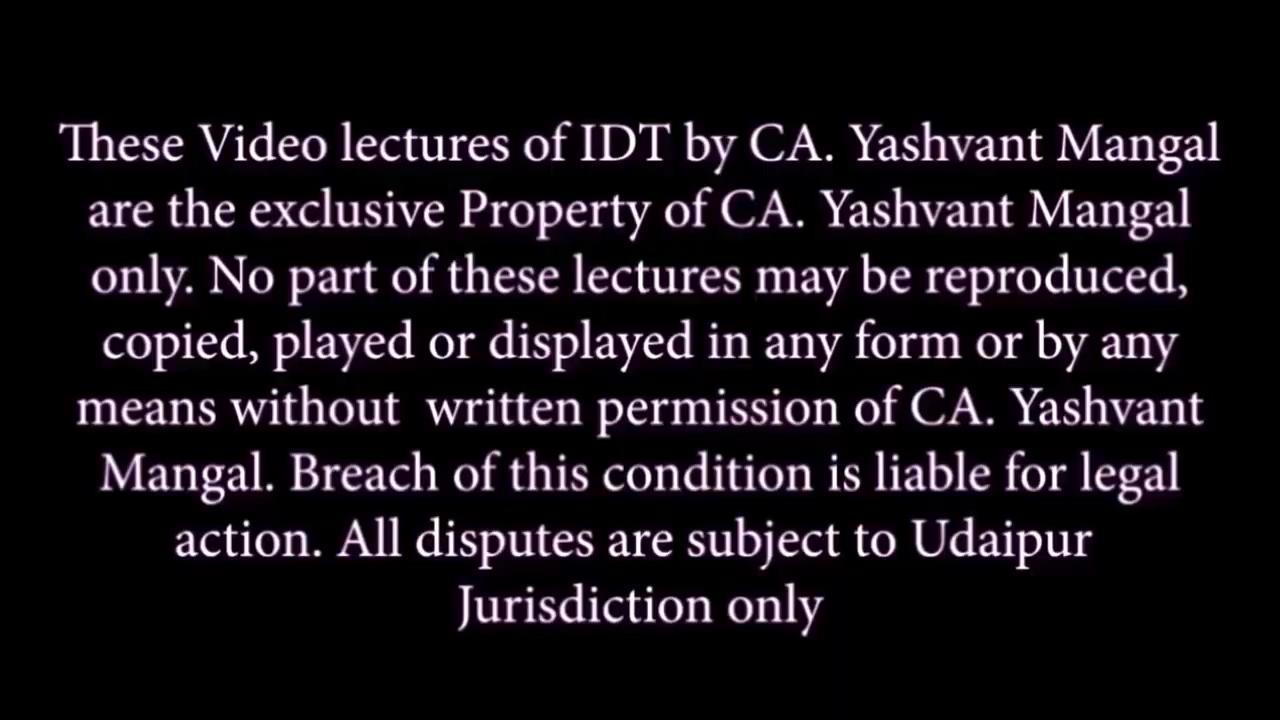 These Video lectures of IDT by CA. Yashvant Mangal
are the exclusive Property of CA. Yashvant Mangal
only. No part of these lectures may be reproduced,
copied, played or displayed in any form or by any
means without  written permission of CA. Yashvant
Mangal. Breach of this condition is liable for legal
action. All disputes are subject to Udaipur
Jurisdiction only